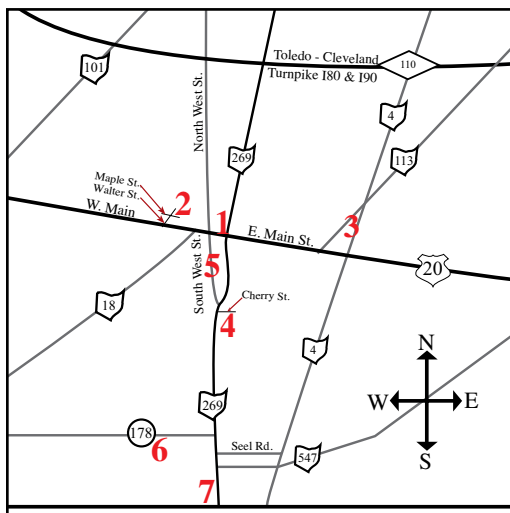 Toledo - Cleveland
110
Turnpike I80 & I90
101
North West St.
4
269
113
Maple St.
Walter St.
2
W. Main
1
E. Main St.
3
5
South West St.
20
18
Cherry St.
4
4
N
269
W
E
178
6
Seel Rd.
547
S
7